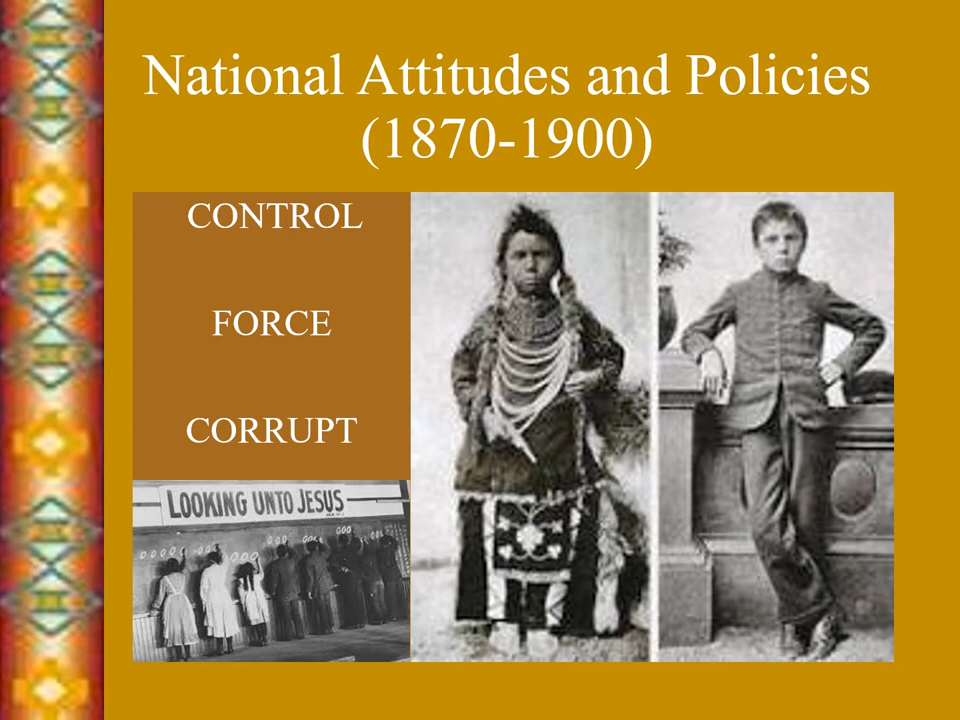 National Attitudes and Policies
(1870-1900)
CONTROL
FORCE
CORRUPT
LOOKING UNTO JESUS